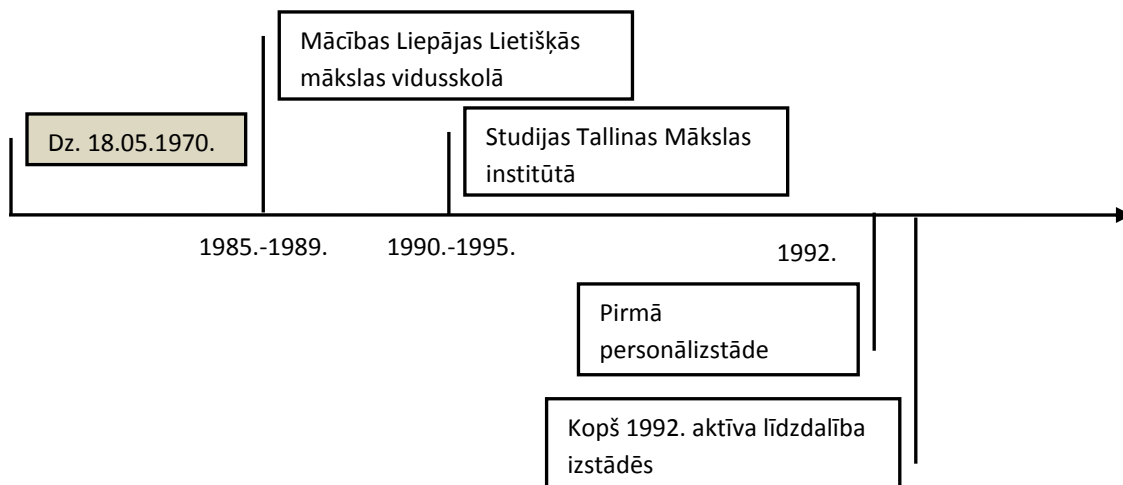 Mācības Liepājas Lietišķās
mākslas vidusskolā
Dz. 18.05.1970.
Studijas Tallinas Mākslas
institūtā
1985.-1989.
1990.-1995.
1992.
Pirmā
personālizstāde
Kopš 1992. aktīva līdzdalība
izstādēs